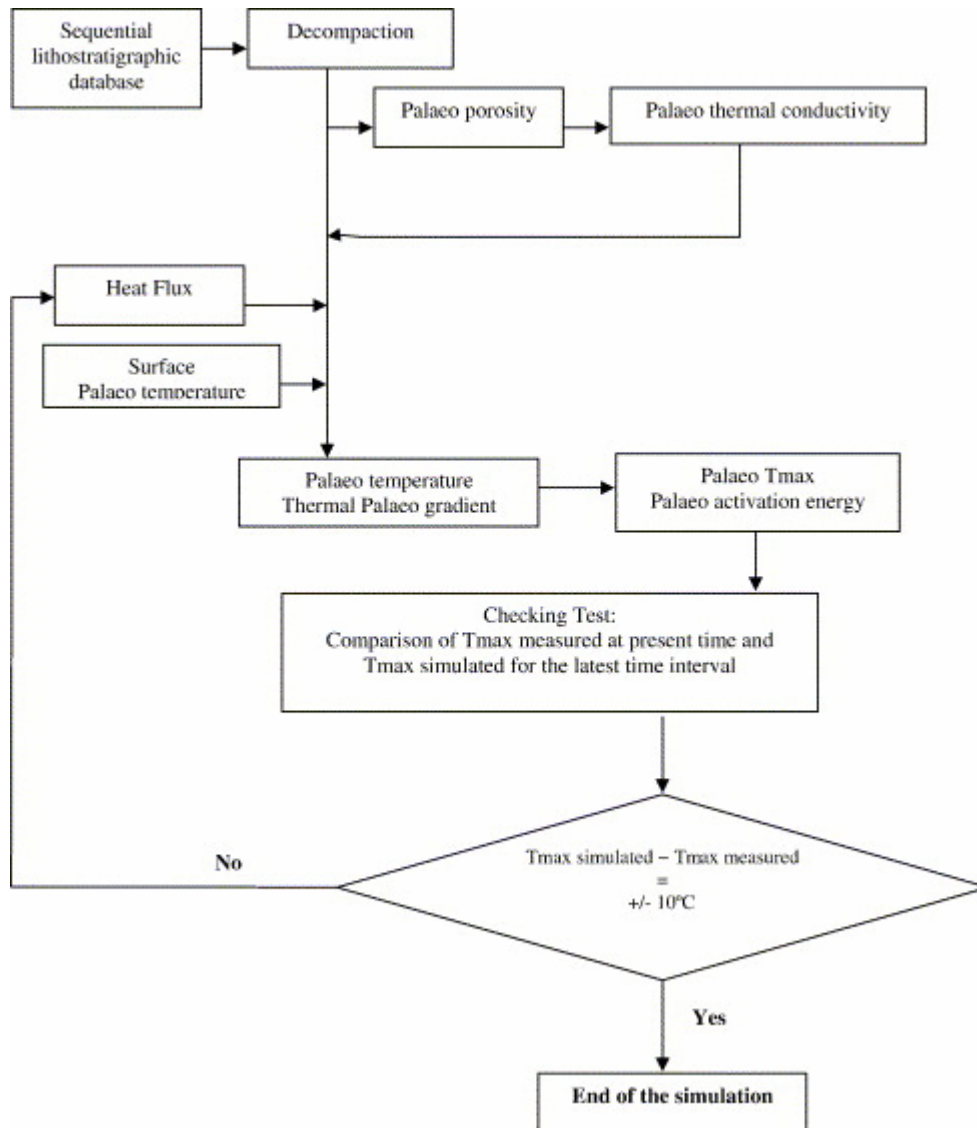 Sequential
lithostratigraphic
database
Decompaction
Palaeo porosity
Palaeo thermal conductivity
Heat Flux
Surface
Palaeo temperature
Palaeo temperature
Thermal Palaeo gradient
Palaeo Tmax
Palaeo activation energy
Checking Test:
Comparison of Tmax measured at present time and
Tmax simulated for the latest time interval
Tmax simulated – Tmax measured
=
+/- 10ºC
No
Yes
End of the simulation